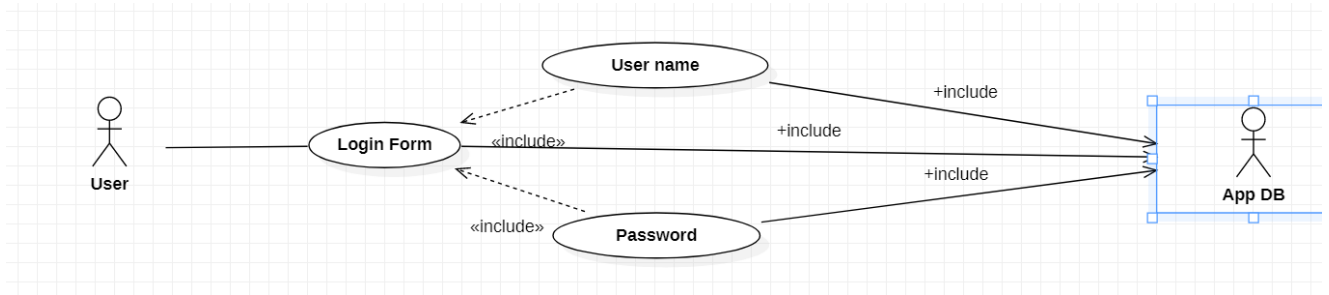 User name
+include
+include
Login Form
«include»
+include
User
App DB
«include»
Password